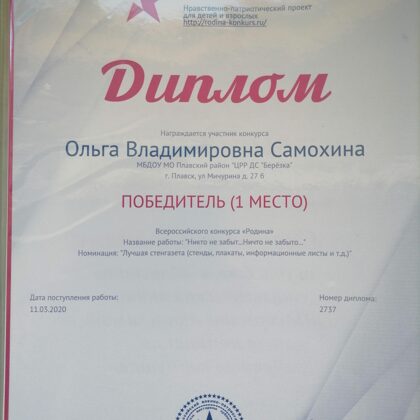 Нравственно-патриотический проект
для детей и взрослых
http://rodina-konkurs.ru/
Диплом
Награждается участник конкурса
Ольга Владимировна Самохина
МБДОУ МО Плавский район "ЦРР ДС "Берёзка"
г. Плавск, ул Мичурина д. 27 б
ПОБЕДИТЕЛЬ (1 МЕСТО)
Всероссийского конкурса «Родина»
Название работы: "Никто не забыт...Ничто не забыто..."
Номинация: "Лучшая стенгазета (стенды, плакаты, информационные листы и т.д.)"
Дата поступления работы:
11.03.2020
Номер диплома:
2737